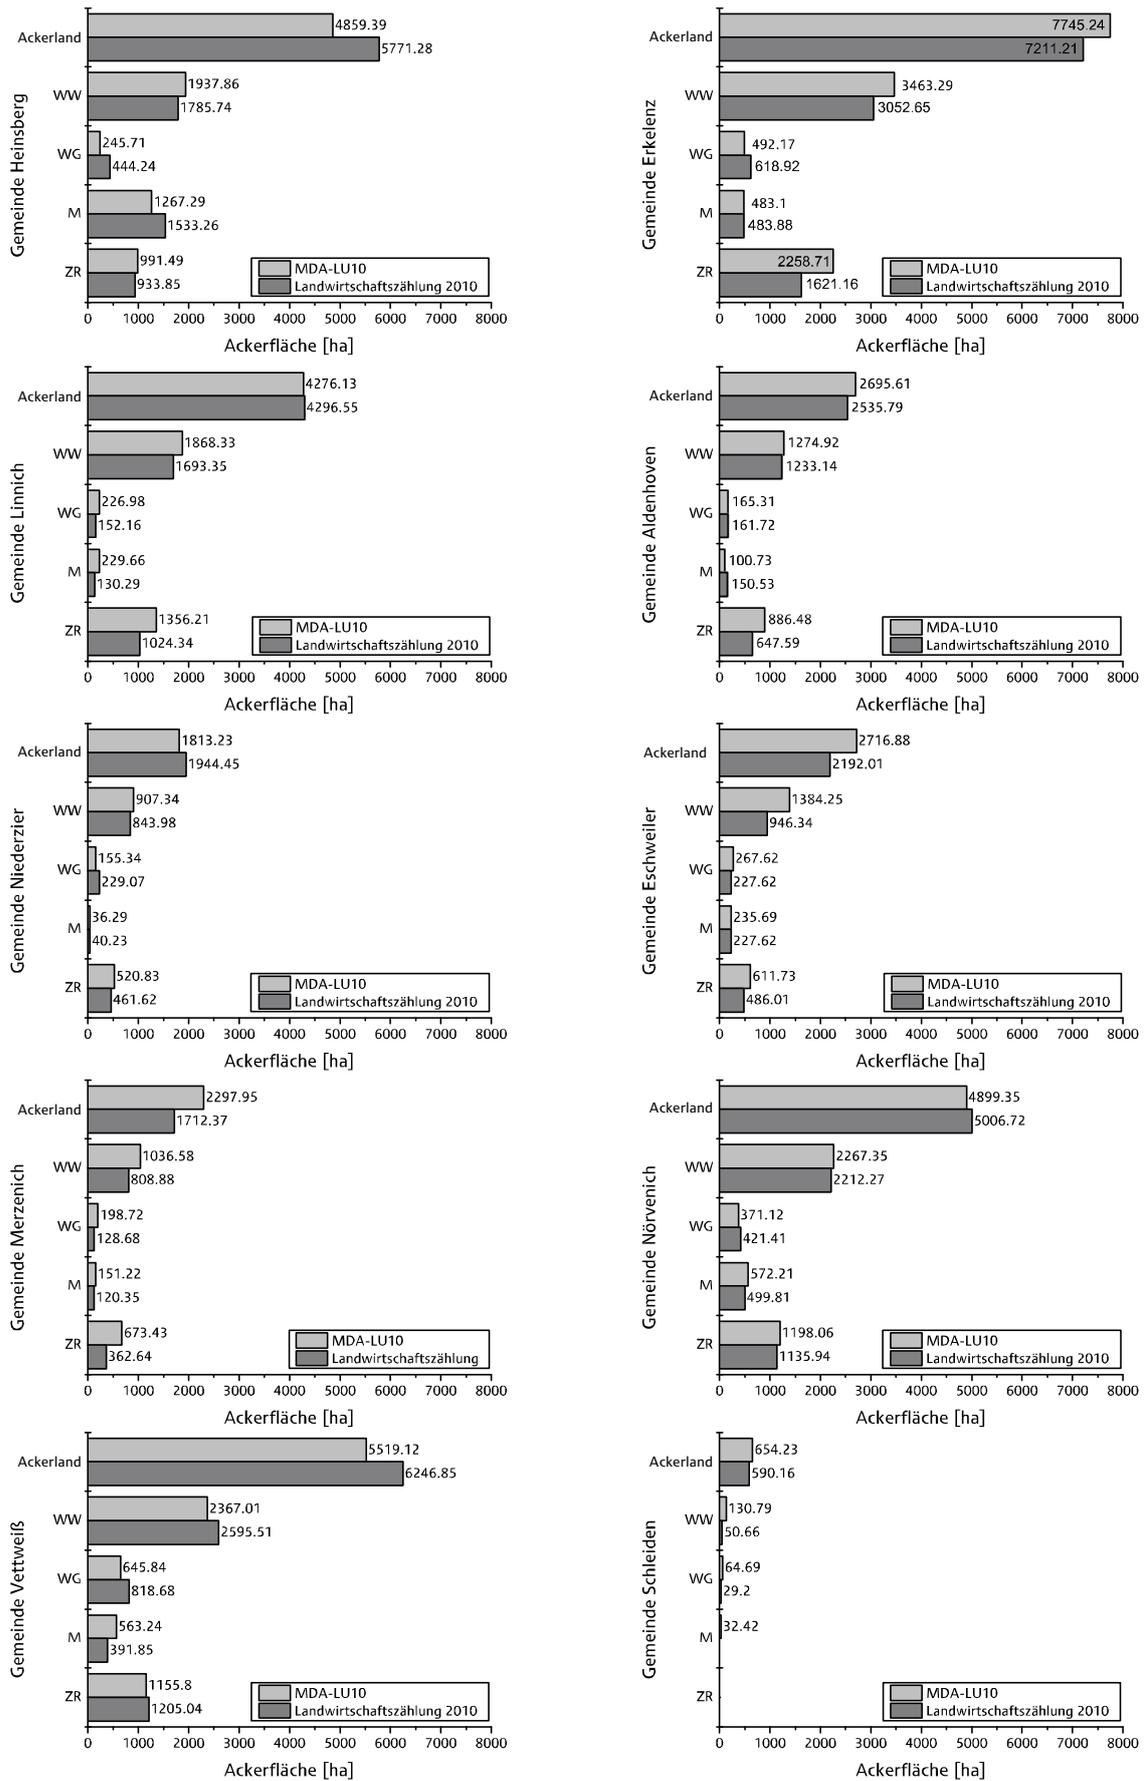 Gemeinde Heinsberg
Ackerland
4859.39
5771.28
WW
1937.86
1785.74
WG
245.71
444.24
M
1267.29
1533.26
ZR
991.49
933.85
MDA-LU10
Landwirtschaftszählung 2010
0 1000 2000 3000 4000 5000 6000 7000 8000
Ackerfläche [ha]
Gemeinde Erkelenz
Ackerland
7745.24
7211.21
WW
3463.29
3052.65
WG
492.17
618.92
M
483.1
483.88
ZR
2258.71
1621.16
MDA-LU10
Landwirtschaftszählung 2010
0 1000 2000 3000 4000 5000 6000 7000 8000
Ackerfläche [ha]
Gemeinde Linnich
Ackerland
4276.13
4296.55
WW
1868.33
1693.35
WG
226.98
152.16
M
229.66
130.29
ZR
1356.21
1024.34
MDA-LU10
Landwirtschaftszählung 2010
0 1000 2000 3000 4000 5000 6000 7000 8000
Ackerfläche [ha]
Gemeinde Aldenhoven
Ackerland
2695.61
2535.79
WW
1274.92
1233.14
WG
165.31
161.72
M
100.73
150.53
ZR
886.48
647.59
MDA-LU10
Landwirtschaftszählung 2010
0 1000 2000 3000 4000 5000 6000 7000 8000
Ackerfläche [ha]
Gemeinde Niederzier
Ackerland
1813.23
1944.45
WW
907.34
843.98
WG
155.34
229.07
M
36.29
40.23
ZR
520.83
461.62
MDA-LU10
Landwirtschaftszählung 2010
0 1000 2000 3000 4000 5000 6000 7000 8000
Ackerfläche [ha]
Gemeinde Eschweiler
Ackerland
2716.88
2192.01
WW
1384.25
946.34
WG
267.62
227.62
M
235.69
227.62
ZR
611.73
486.01
MDA-LU10
Landwirtschaftszählung 2010
0 1000 2000 3000 4000 5000 6000 7000 8000
Ackerfläche [ha]
Gemeinde Merzenich
Ackerland
2297.95
1712.37
WW
1036.58
808.88
WG
198.72
128.68
M
151.22
120.35
ZR
673.43
362.64
MDA-LU10
Landwirtschaftszählung
0 1000 2000 3000 4000 5000 6000 7000 8000
Ackerfläche [ha]
Gemeinde Nörvenich
Ackerland
4899.35
5006.72
WW
2267.35
2212.27
WG
371.12
421.41
M
572.21
499.81
ZR
1198.06
1135.94
MDA-LU10
Landwirtschaftszählung 2010
0 1000 2000 3000 4000 5000 6000 7000 8000
Ackerfläche [ha]
Gemeinde Vettweiß
Ackerland
5519.12
6246.85
WW
2367.01
2595.51
WG
645.84
818.68
M
563.24
391.85
ZR
1155.8
1205.04
MDA-LU10
Landwirtschaftszählung 2010
0 1000 2000 3000 4000 5000 6000 7000 8000
Ackerfläche [ha]
Gemeinde Schleiden
Ackerland
654.23
590.16
WW
130.79
50.66
WG
64.69
29.2
M
32.42
ZR
MDA-LU10
Landwirtschaftszählung 2010
0 1000 2000 3000 4000 5000 6000 7000 8000
Ackerfläche [ha]